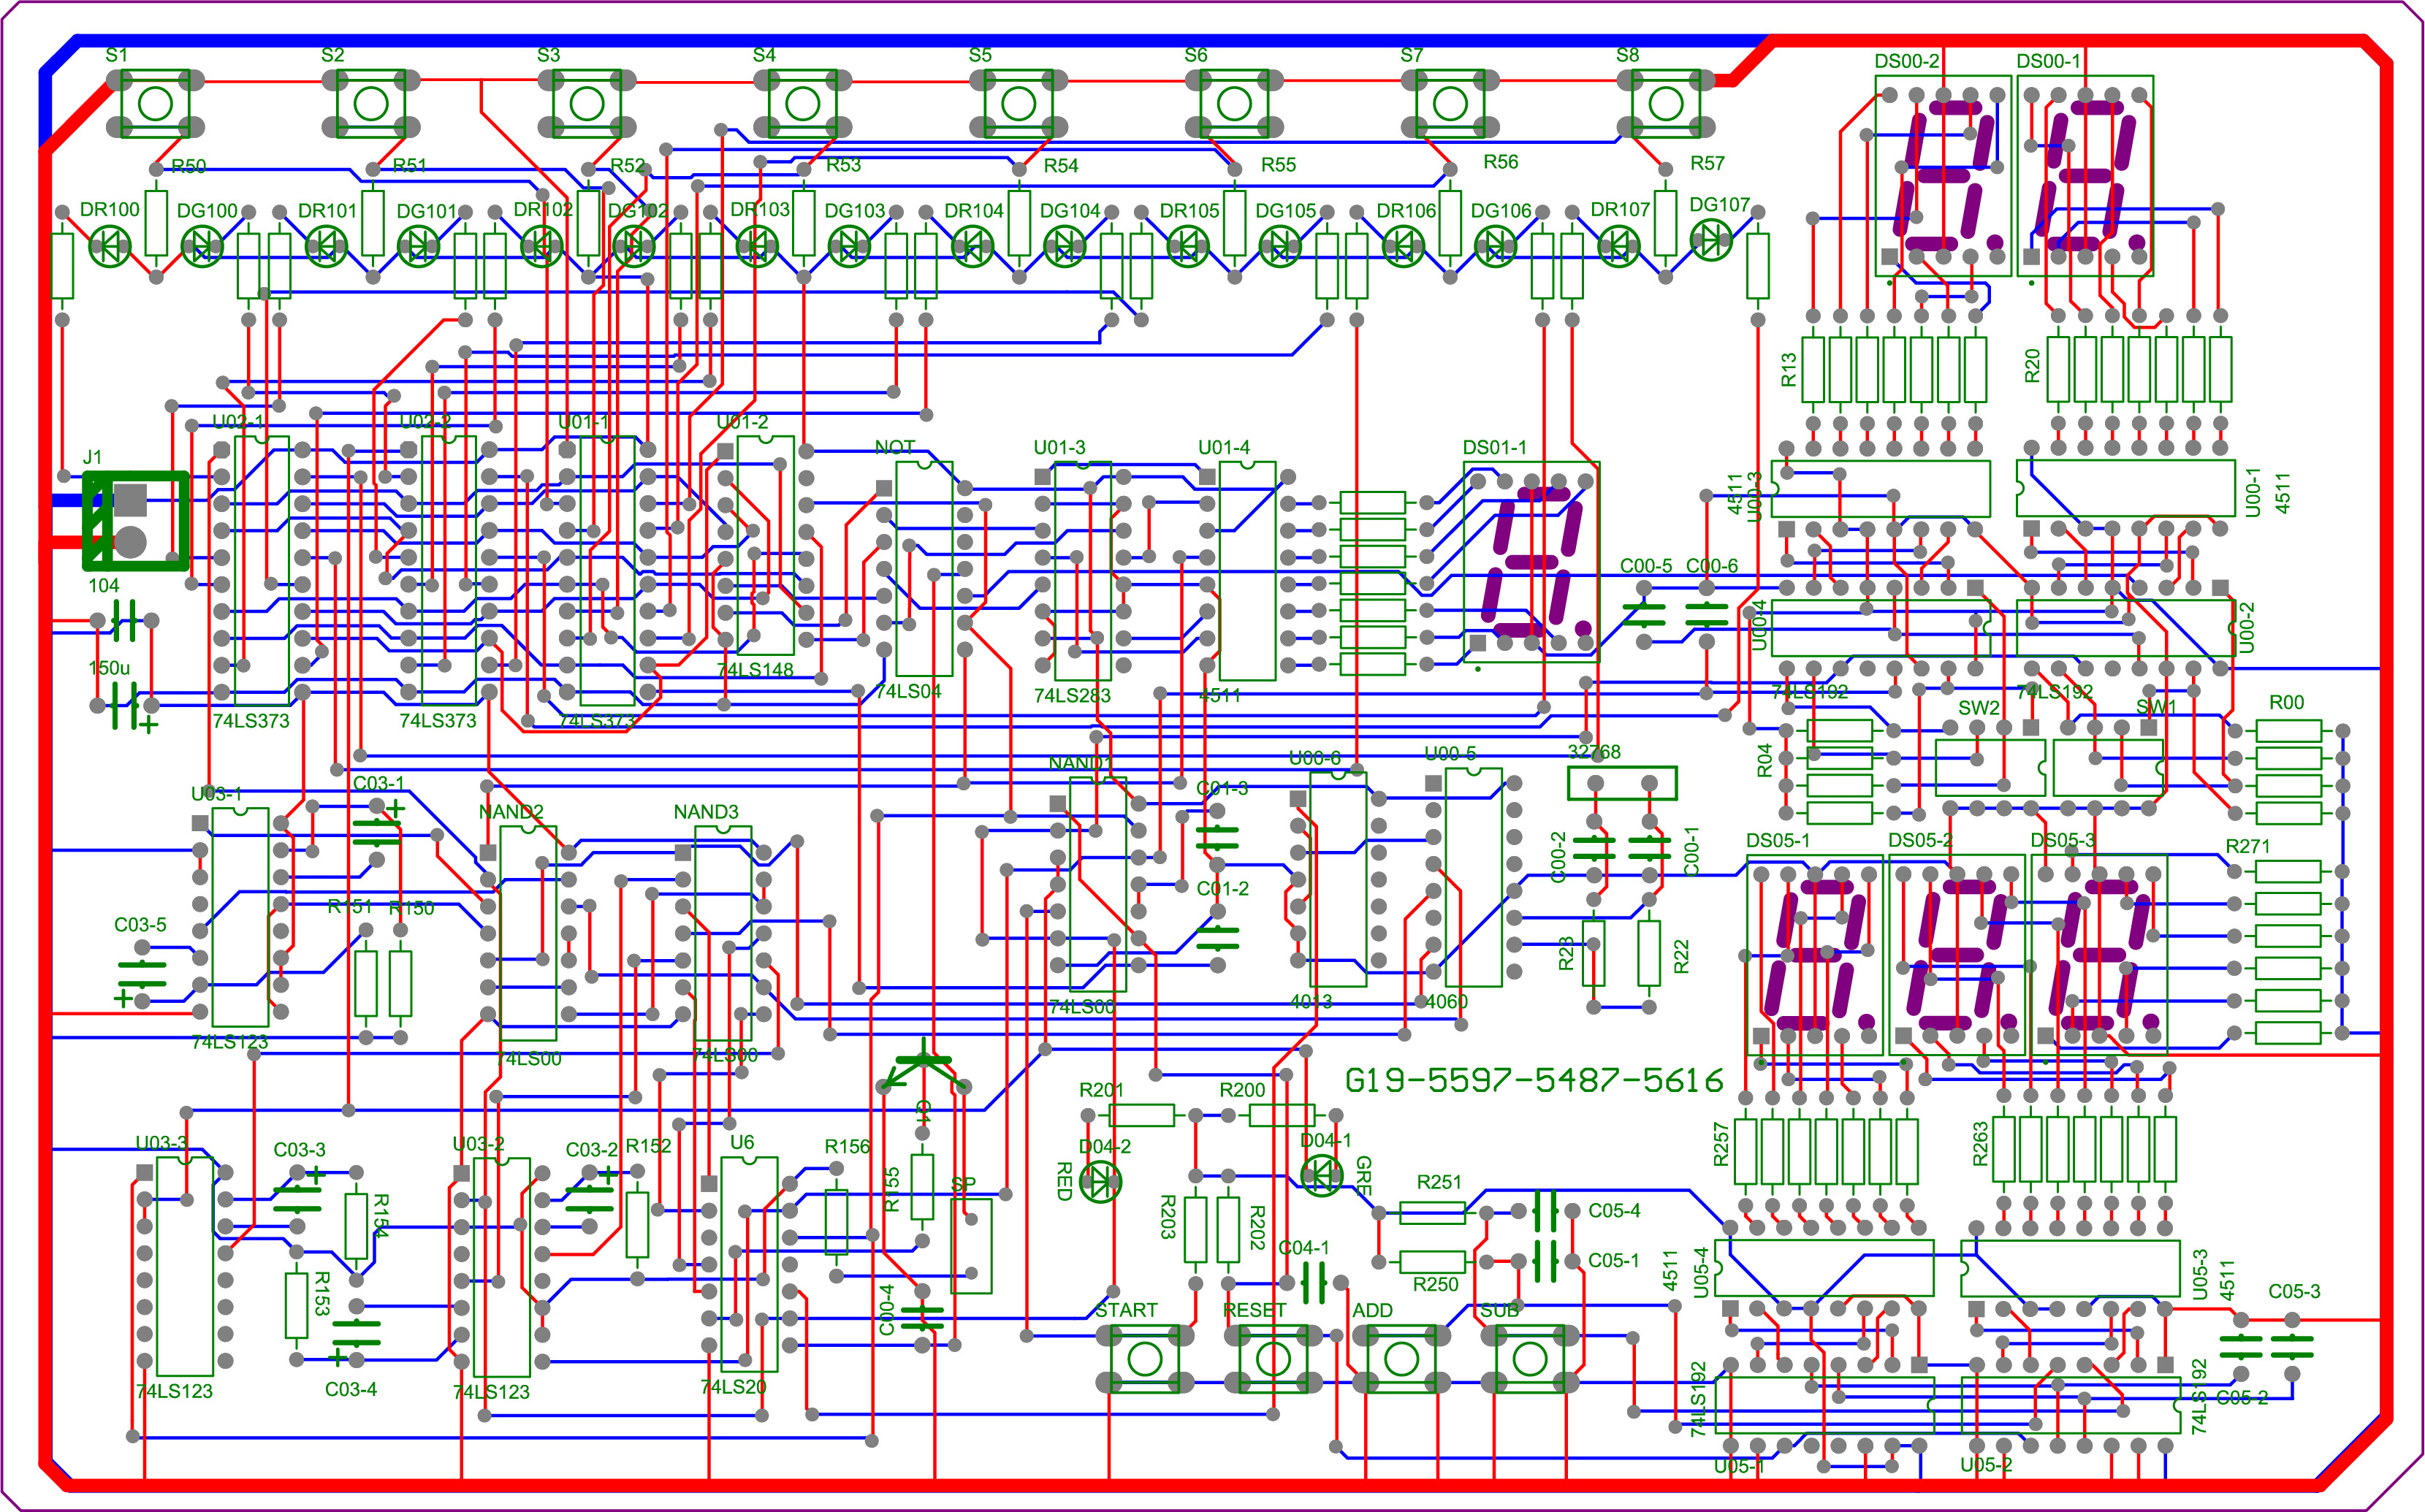 S1 S2 S3 S4 S5 S6 S7 S8 DS00-2 DS00-1
R50 R51 R52 R53 R54 R55 R56 R57
DR100 DG100 DR101 DG101 DR102 DG102 DR103 DG103 DR104 DG104 DR105 DG105 DR106 DG106 DR107 DG107
R13 R20
U02-1 U02-2 U01-1 U01-2 NOT U01-3 U01-4 DS01-1
J1 4511 U00-3 U00-1 4511
104 C00-5 C00-6
U00-4 U00-2
150u 74LS148
74LS373 74LS373 74LS373 74LS04 74LS283 4511 74LS192 74LS192
SW2 SW1 R00
32768 R04
U03-1 C03-1 NAND1 U00-6 U00-5
NAND2 NAND3 C01-3
DS05-1 DS05-2 DS05-3 R271
C00-2 C00-1
C01-2
R151 R150
C03-5
R23 R22
74LS123 74LS00 74LS00 74LS00 4013 4060
G19-5597-5487-5616
R201 R200
U03-3 C03-3 U03-2 C03-2 R152 U6 R156 D04-2 D04-1
R257 R263
RED GRE
R154 R155 SP R203 R202 R251 C05-4
C04-1 C05-1
R153 R250 4511 U05-4 U05-3 4511
C00-4 START RESET ADD SUB C05-3
74LS123 C03-4 74LS123 74LS20 74LS192 74LS192 C05-2
U05-1 U05-2